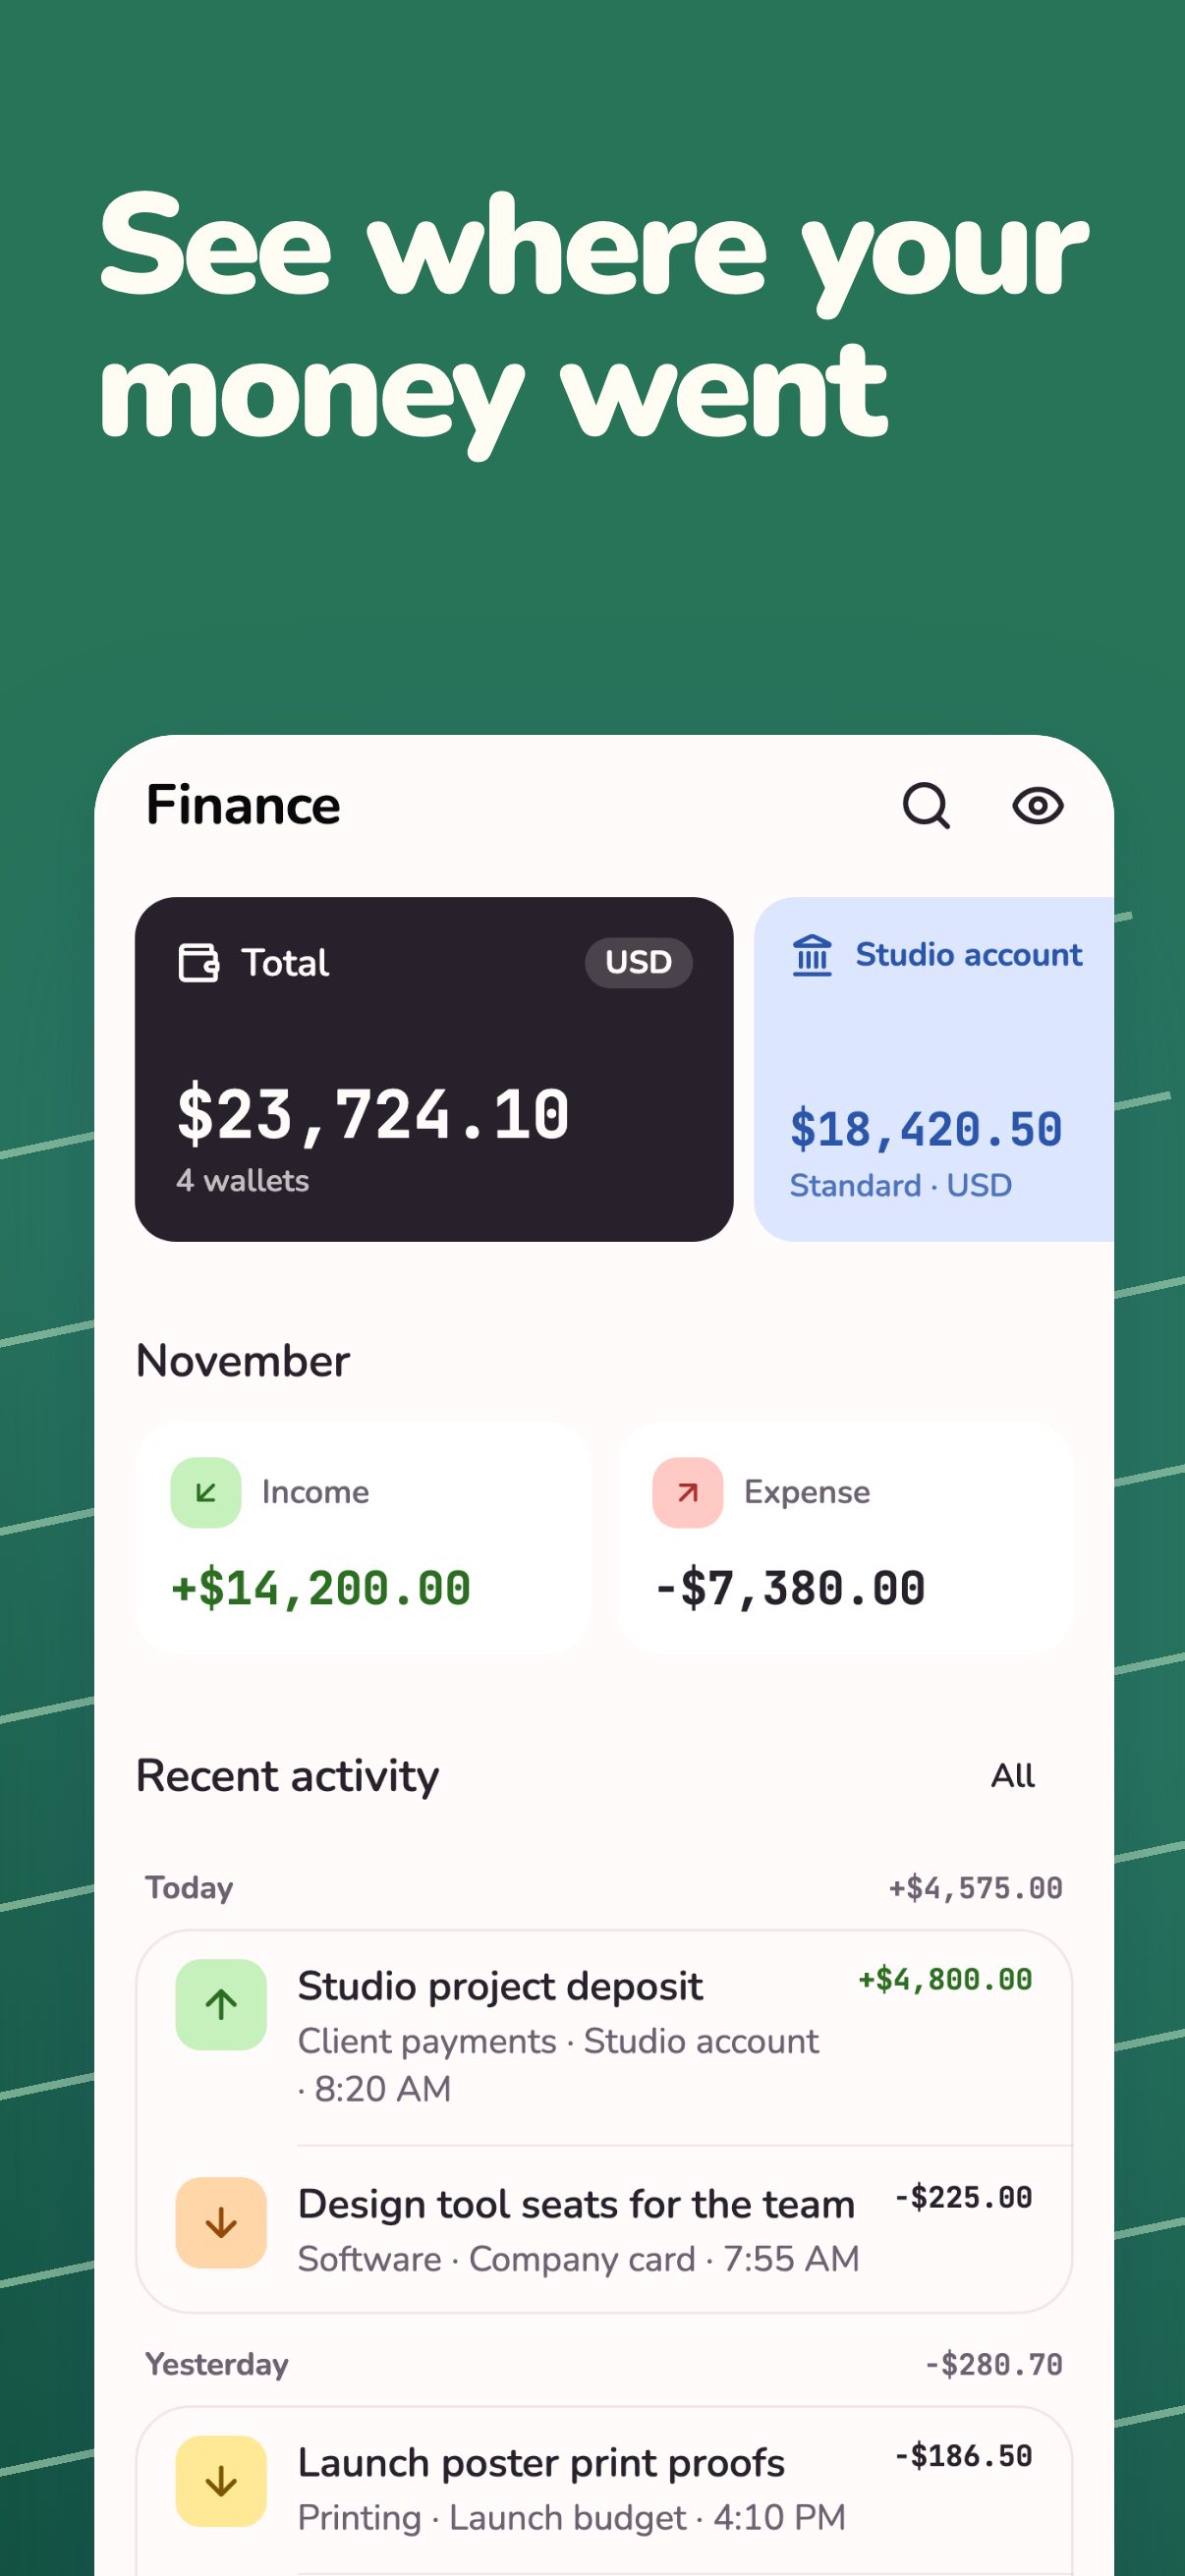 See where your
money went
Finance
Total
USD
$23,724.10
4 wallets
Studio account
$18,420.50
Standard · USD
November
Income
+$14,200.00
Expense
-$7,380.00
Recent activity
All
Today
+$4,575.00
Studio project deposit
+$4,800.00
Client payments · Studio account
· 8:20 AM
Design tool seats for the team
-$225.00
Software · Company card · 7:55 AM
Yesterday
-$280.70
Launch poster print proofs
-$186.50
Printing · Launch budget · 4:10 PM